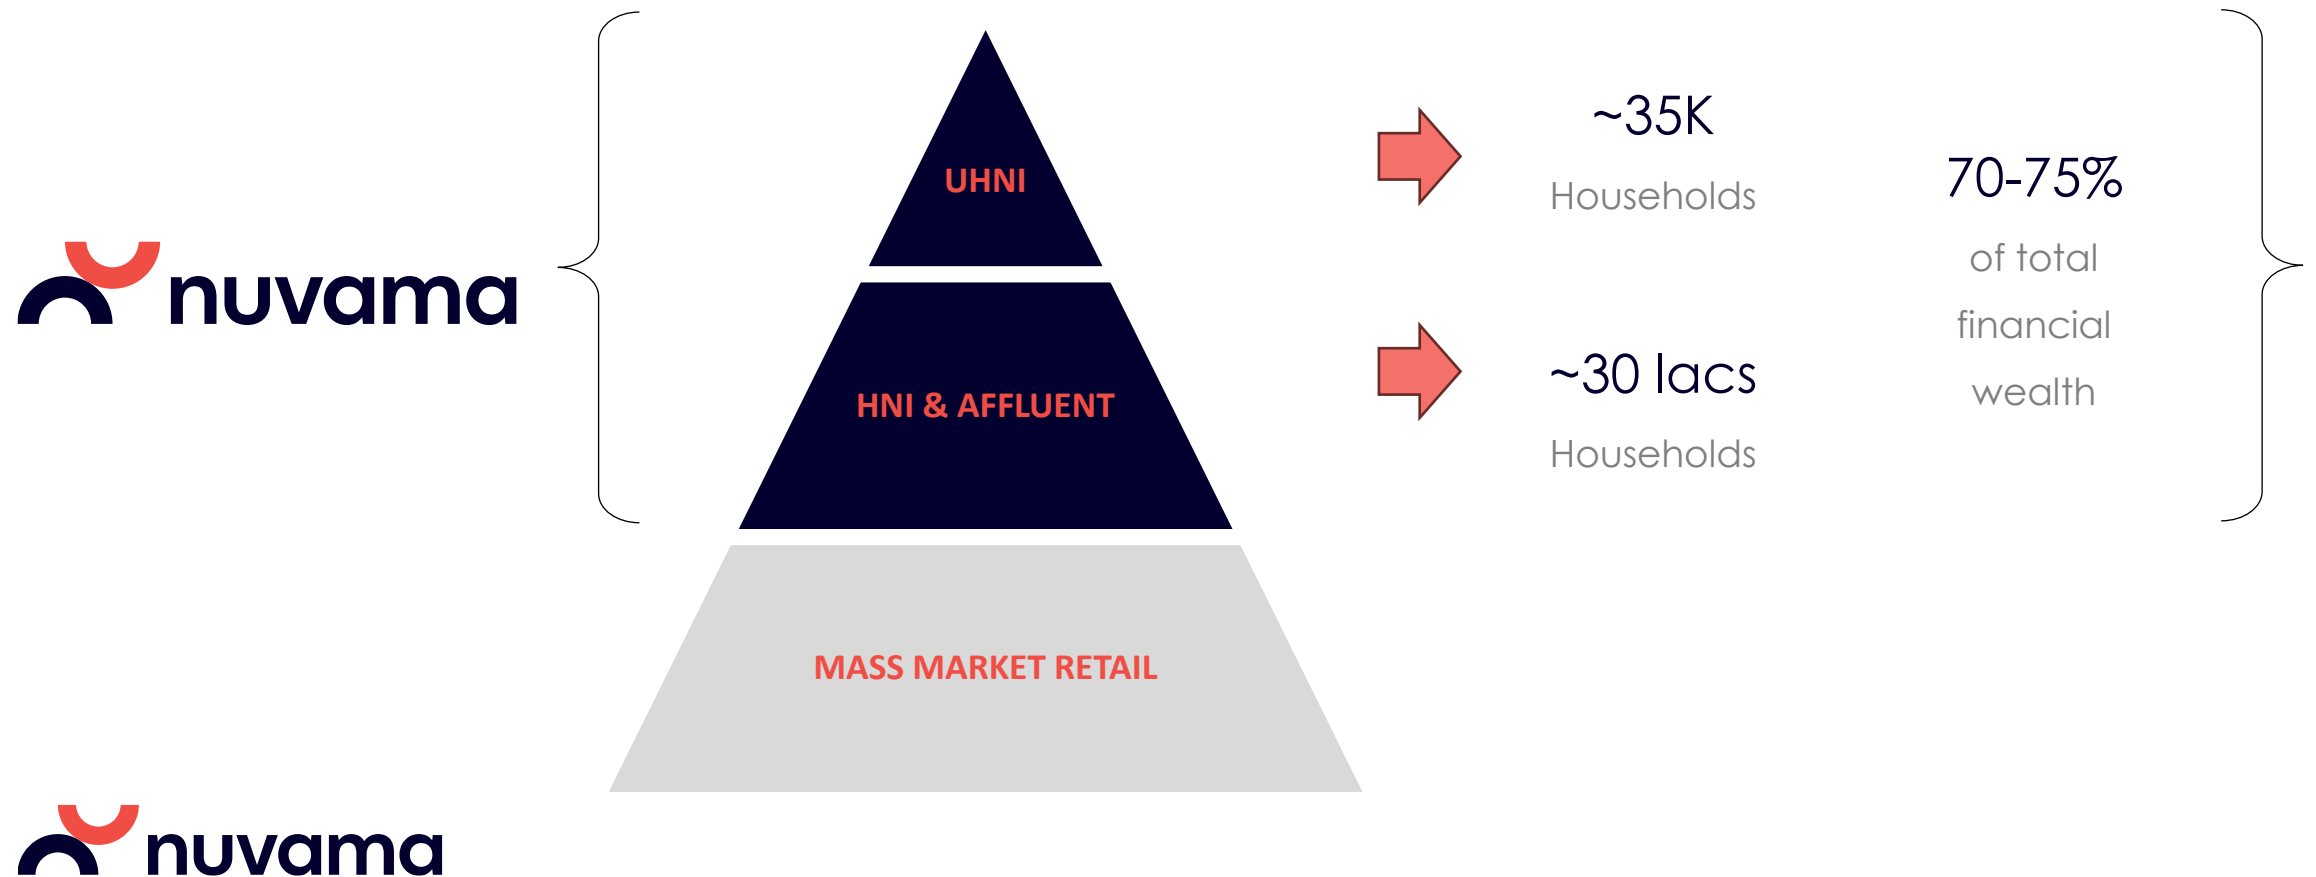 nuvama
UHNI
HNI & AFFLUENT
MASS MARKET RETAIL
~35K
Households
~30 lacs
Households
70-75%
of total
financial
wealth
nuvama